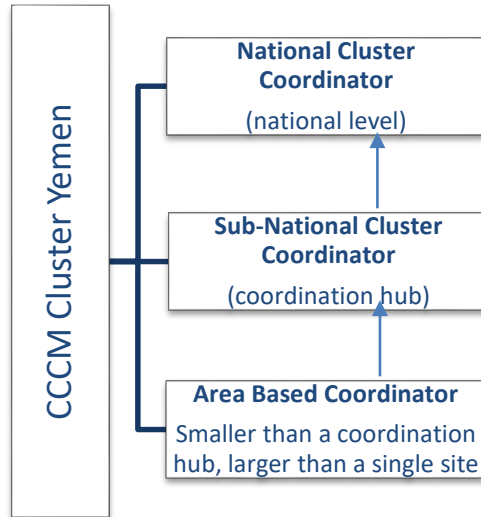 CCCM Cluster Yemen
National Cluster
Coordinator
(national level)
Sub-National Cluster
Coordinator
(coordination hub)
Area Based Coordinator
Smaller than a coordination
hub, larger than a single site